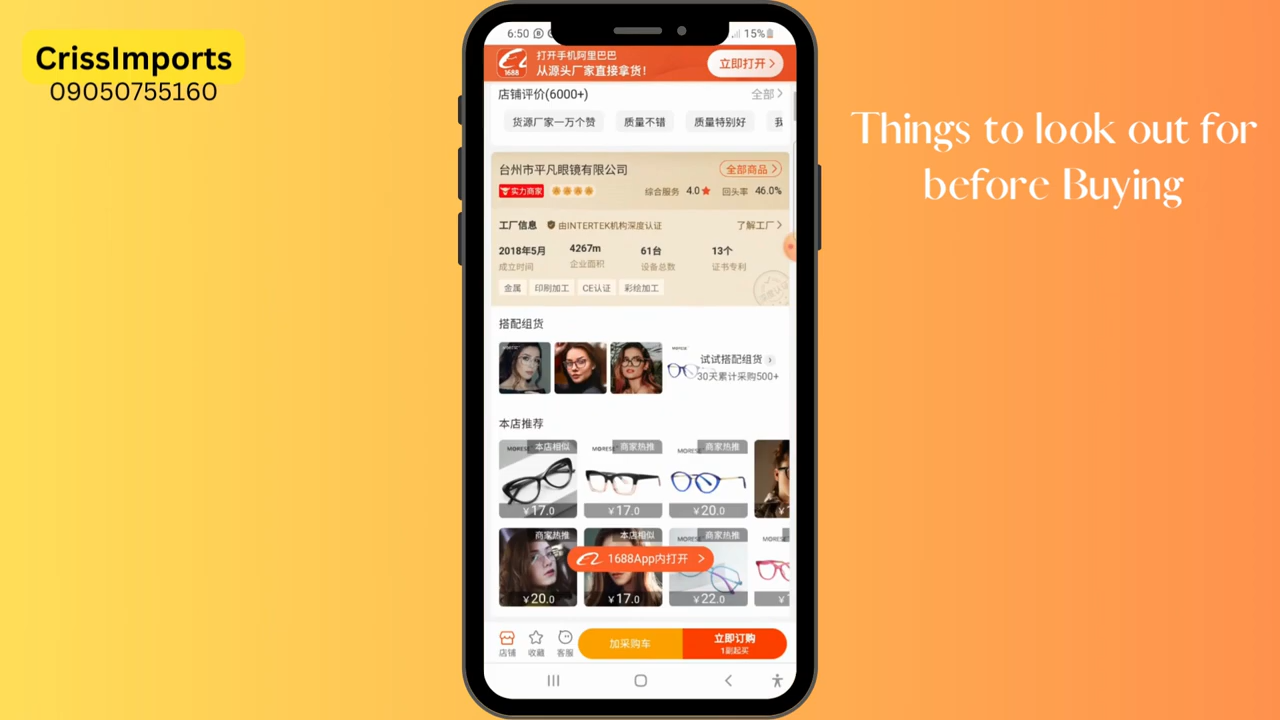 CrissImports
09050755160
Things to look out for
before Buying
6:50
15%
打开手机阿里巴巴
从源头厂家直接拿货!
1688
立即打开 >
店铺评价(6000+)
全部 >
货源厂家一万个赞
质量不错
质量特别好
台州市平凡眼镜有限公司
全部商品 >
实力商家
综合服务 4.0★ 回头率 46.0%
工厂信息
由INTERTEK机构深度认证
了解工厂 >
2018年5月 4267m 61台 13个
成立时间 企业面积 设备总数 证书专利
金属 印刷加工 CE认证 彩绘加工
搭配组货
试试搭配组货
30天累计采购500+
本店推荐
本店相似
商家热推
商家热推
¥17.0 ¥17.0 ¥20.0
商家热推
本店相似
商家热推
1688App内打开 >
¥20.0 ¥17.0 ¥22.0
店铺 收藏 客服
加采购车
立即订购
1副起买